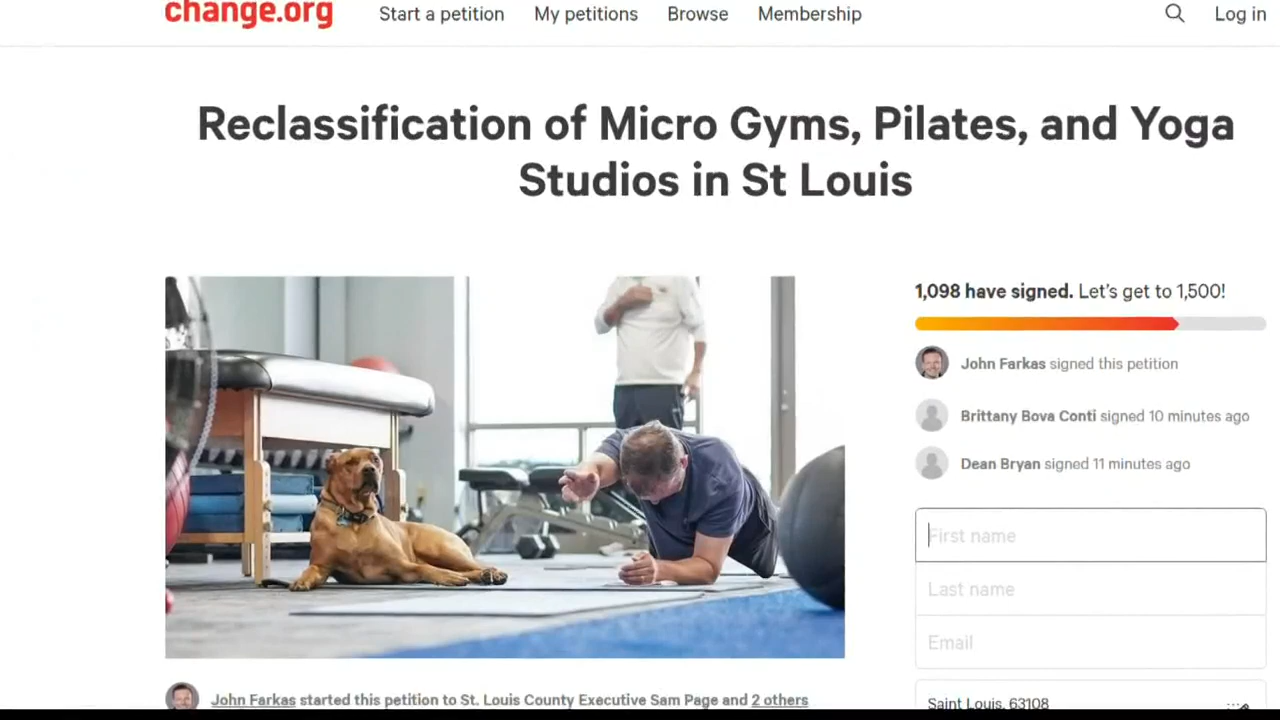 change.org
Start a petition
My petitions
Browse
Membership
Log in
Reclassification of Micro Gyms, Pilates, and Yoga
Studios in St Louis
1,098 have signed. Let's get to 1,500!
John Farkas signed this petition
Brittany Bova Conti signed 10 minutes ago
Dean Bryan signed 11 minutes ago
First name
Last name
Email
Saint Louis, 63108
John Farkas started this petition to St. Louis County Executive Sam Page and 2 others